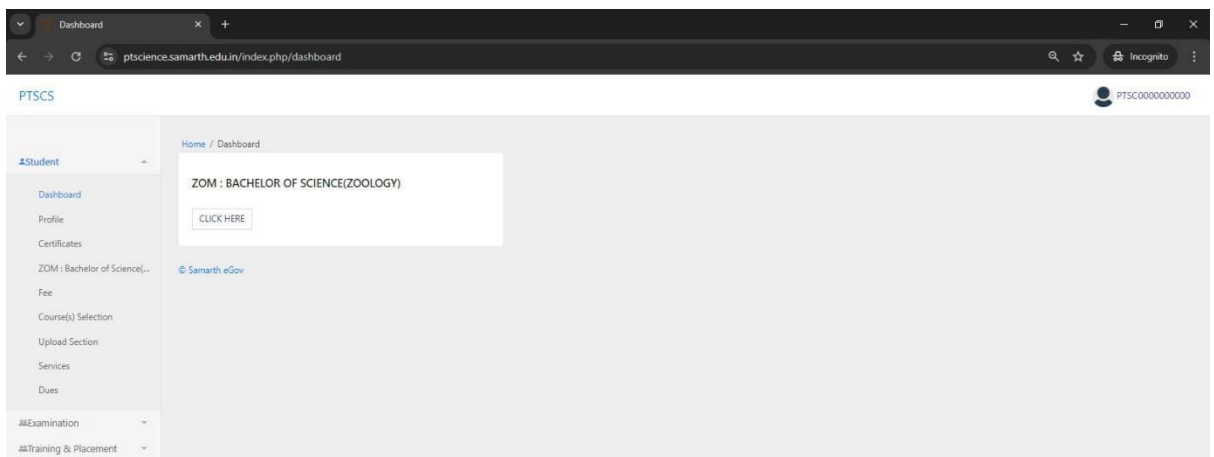 Dashboard
ptscience.samarth.edu.in/index.php/dashboard
Incognito
PTSCS
PTSC0000000000
Home / Dashboard
Student
ZOM : BACHELOR OF SCIENCE(ZOOLOGY)
Dashboard
CLICK HERE
Profile
Certificates
ZOM : Bachelor of Science(...
© Samarth eGov
Fee
Course(s) Selection
Upload Section
Services
Dues
Examination
Training & Placement